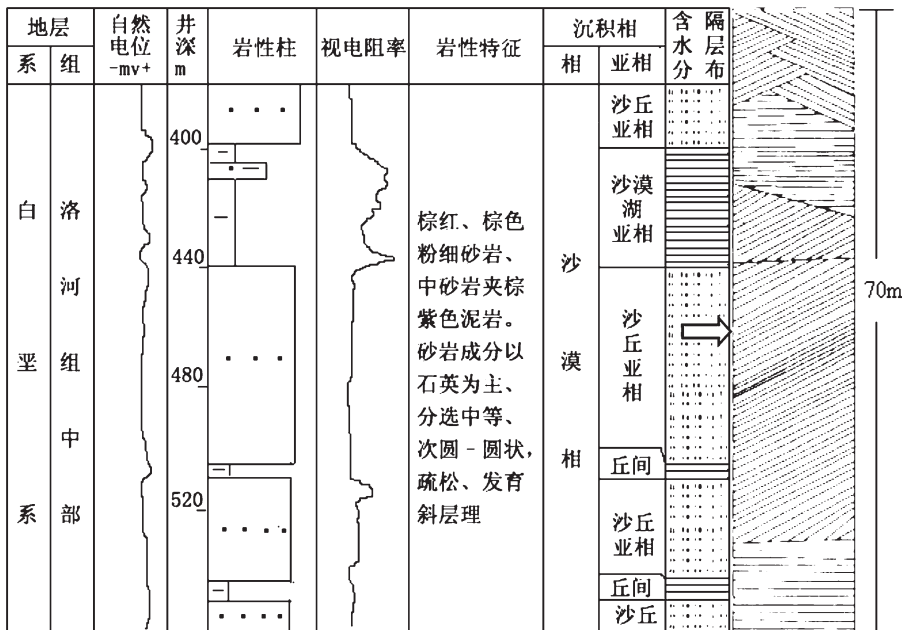 地层
系 组
自然
电位
-mv+
井
深
m
岩性柱
视电阻率
岩性特征
沉积相
相 亚相
含 隔
水 层
分 布
400
440
480
520
白
垩
系
洛
河
组
中
部
棕红、棕色
粉细砂岩、
中砂岩夹棕
紫色泥岩。
砂岩成分以
石英为主、
分选中等、
次圆-圆状,
疏松、发育
斜层理
沙
漠
相
沙丘
亚相
沙漠
湖
亚相
沙
丘
亚
相
丘间
沙丘
亚相
丘间
沙丘
70m